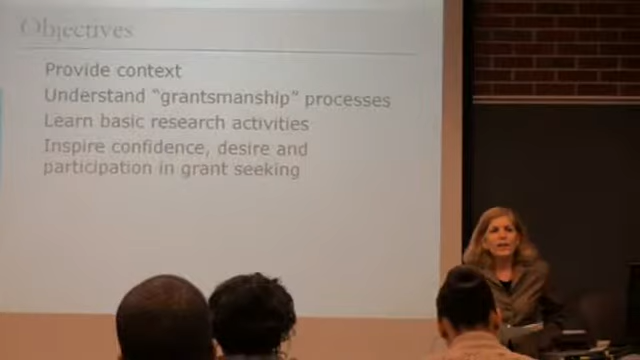 Objectives
Provide context
Understand “grantsmanship” processes
Learn basic research activities
Inspire confidence, desire and
participation in grant seeking